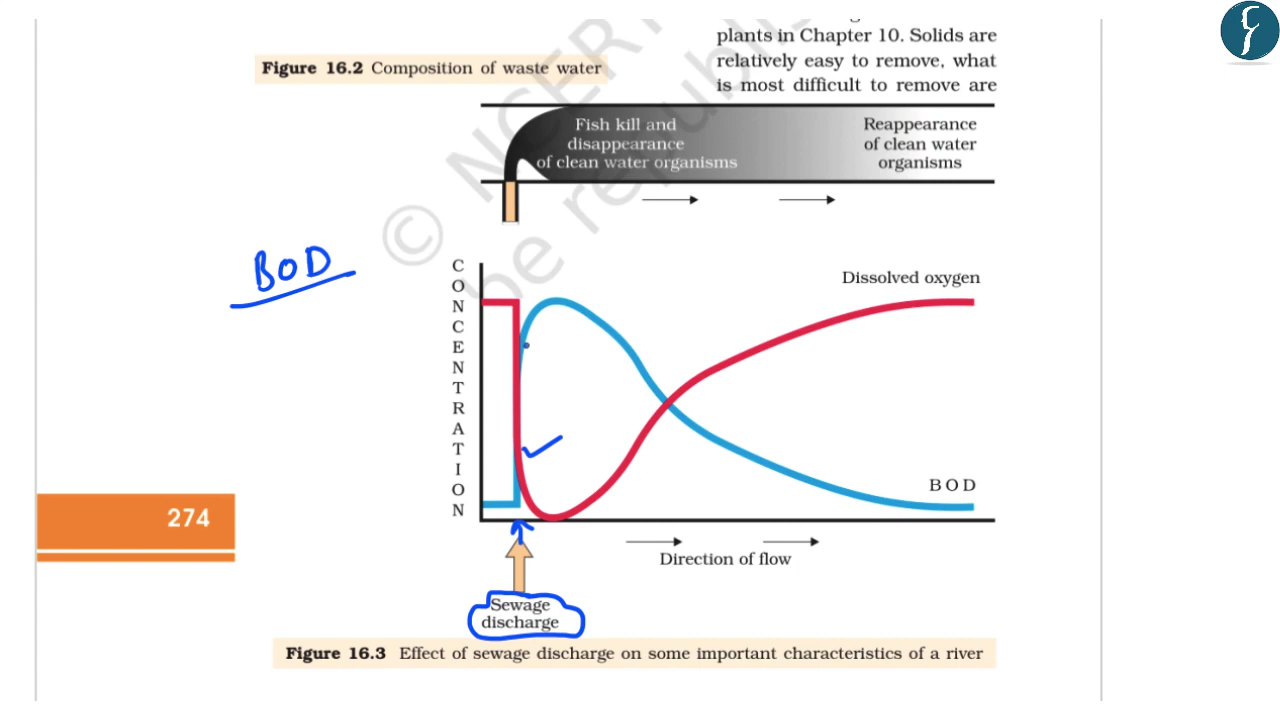 plants in Chapter 10. Solids are
relatively easy to remove, what
is most difficult to remove are
Figure 16.2 Composition of waste water
© NCERT
be republis
Fish kill and
disappearance
of clean water organisms
Reappearance
of clean water
organisms
BOD
CONCENTRATION
Dissolved oxygen
BOD
Direction of flow
Sewage
discharge
274
Figure 16.3 Effect of sewage discharge on some important characteristics of a river